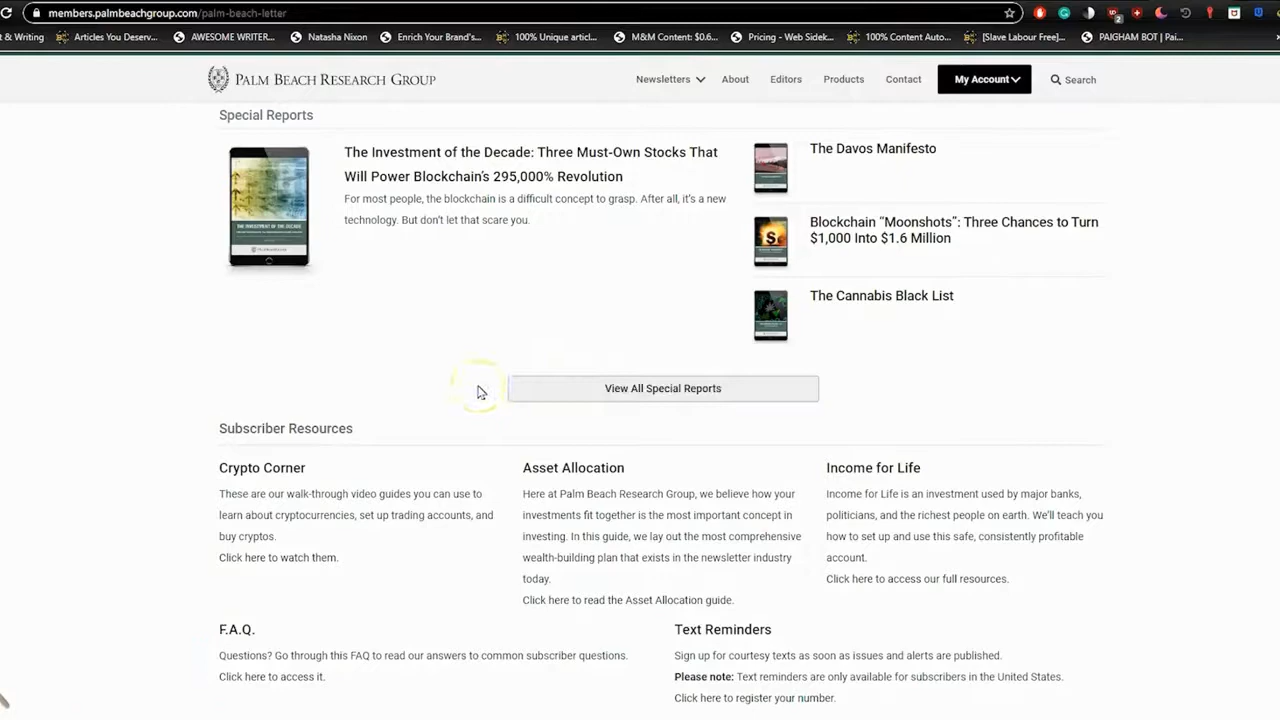 members.palmbeachgroup.com/palm-beach-letter
t & Writing Articles You Deserv... AWESOME WRITER... Natasha Nixon Enrich Your Brand's... 100% Unique articl... M&M Content: $0.6... Pricing - Web Sidek... 100% Content Auto... [Slave Labour Free]... PAIGHAM BOT | Pai...
PALM BEACH RESEARCH GROUP
Newsletters About Editors Products Contact My Account Search
Special Reports
The Investment of the Decade: Three Must-Own Stocks That
Will Power Blockchain's 295,000% Revolution
For most people, the blockchain is a difficult concept to grasp. After all, it's a new
technology. But don't let that scare you.
THE INVESTMENT OF THE DECADE
The Davos Manifesto
Blockchain "Moonshots": Three Chances to Turn
$1,000 Into $1.6 Million
The Cannabis Black List
View All Special Reports
Subscriber Resources
Crypto Corner
These are our walk-through video guides you can use to
learn about cryptocurrencies, set up trading accounts, and
buy cryptos.
Click here to watch them.
Asset Allocation
Here at Palm Beach Research Group, we believe how your
investments fit together is the most important concept in
investing. In this guide, we lay out the most comprehensive
wealth-building plan that exists in the newsletter industry
today.
Click here to read the Asset Allocation guide.
Income for Life
Income for Life is an investment used by major banks,
politicians, and the richest people on earth. We'll teach you
how to set up and use this safe, consistently profitable
account.
Click here to access our full resources.
F.A.Q.
Questions? Go through this FAQ to read our answers to common subscriber questions.
Click here to access it.
Text Reminders
Sign up for courtesy texts as soon as issues and alerts are published.
Please note: Text reminders are only available for subscribers in the United States.
Click here to register your number.